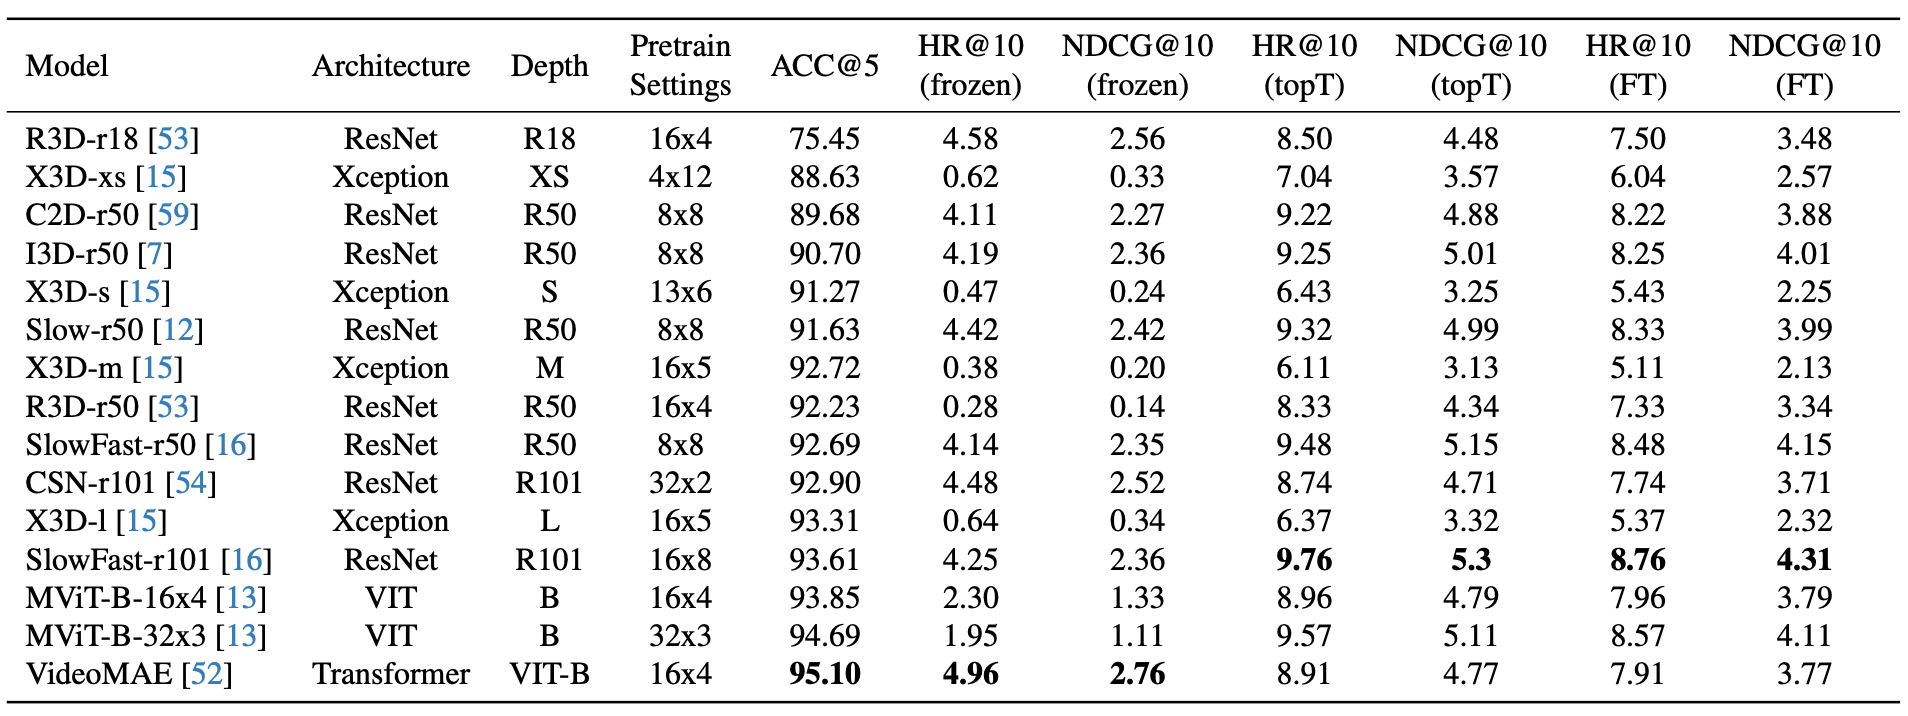 Model Architecture Depth Pretrain Settings ACC@5 HR@10 (frozen) NDCG@10 (frozen) HR@10 (topT) NDCG@10 (topT) HR@10 (FT) NDCG@10 (FT)
R3D-r18 [53] ResNet R18 16x4 75.45 4.58 2.56 8.50 4.48 7.50 3.48
X3D-xs [15] Xception XS 4x12 88.63 0.62 0.33 7.04 3.57 6.04 2.57
C2D-r50 [59] ResNet R50 8x8 89.68 4.11 2.27 9.22 4.88 8.22 3.88
I3D-r50 [7] ResNet R50 8x8 90.70 4.19 2.36 9.25 5.01 8.25 4.01
X3D-s [15] Xception S 13x6 91.27 0.47 0.24 6.43 3.25 5.43 2.25
Slow-r50 [12] ResNet R50 8x8 91.63 4.42 2.42 9.32 4.99 8.33 3.99
X3D-m [15] Xception M 16x5 92.72 0.38 0.20 6.11 3.13 5.11 2.13
R3D-r50 [53] ResNet R50 16x4 92.23 0.28 0.14 8.33 4.34 7.33 3.34
SlowFast-r50 [16] ResNet R50 8x8 92.69 4.14 2.35 9.48 5.15 8.48 4.15
CSN-r101 [54] ResNet R101 32x2 92.90 4.48 2.52 8.74 4.71 7.74 3.71
X3D-l [15] Xception L 16x5 93.31 0.64 0.34 6.37 3.32 5.37 2.32
SlowFast-r101 [16] ResNet R101 16x8 93.61 4.25 2.36 9.76 5.3 8.76 4.31
MViT-B-16x4 [13] VIT B 16x4 93.85 2.30 1.33 8.96 4.79 7.96 3.79
MViT-B-32x3 [13] VIT B 32x3 94.69 1.95 1.11 9.57 5.11 8.57 4.11
VideoMAE [52] Transformer VIT-B 16x4 95.10 4.96 2.76 8.91 4.77 7.91 3.77